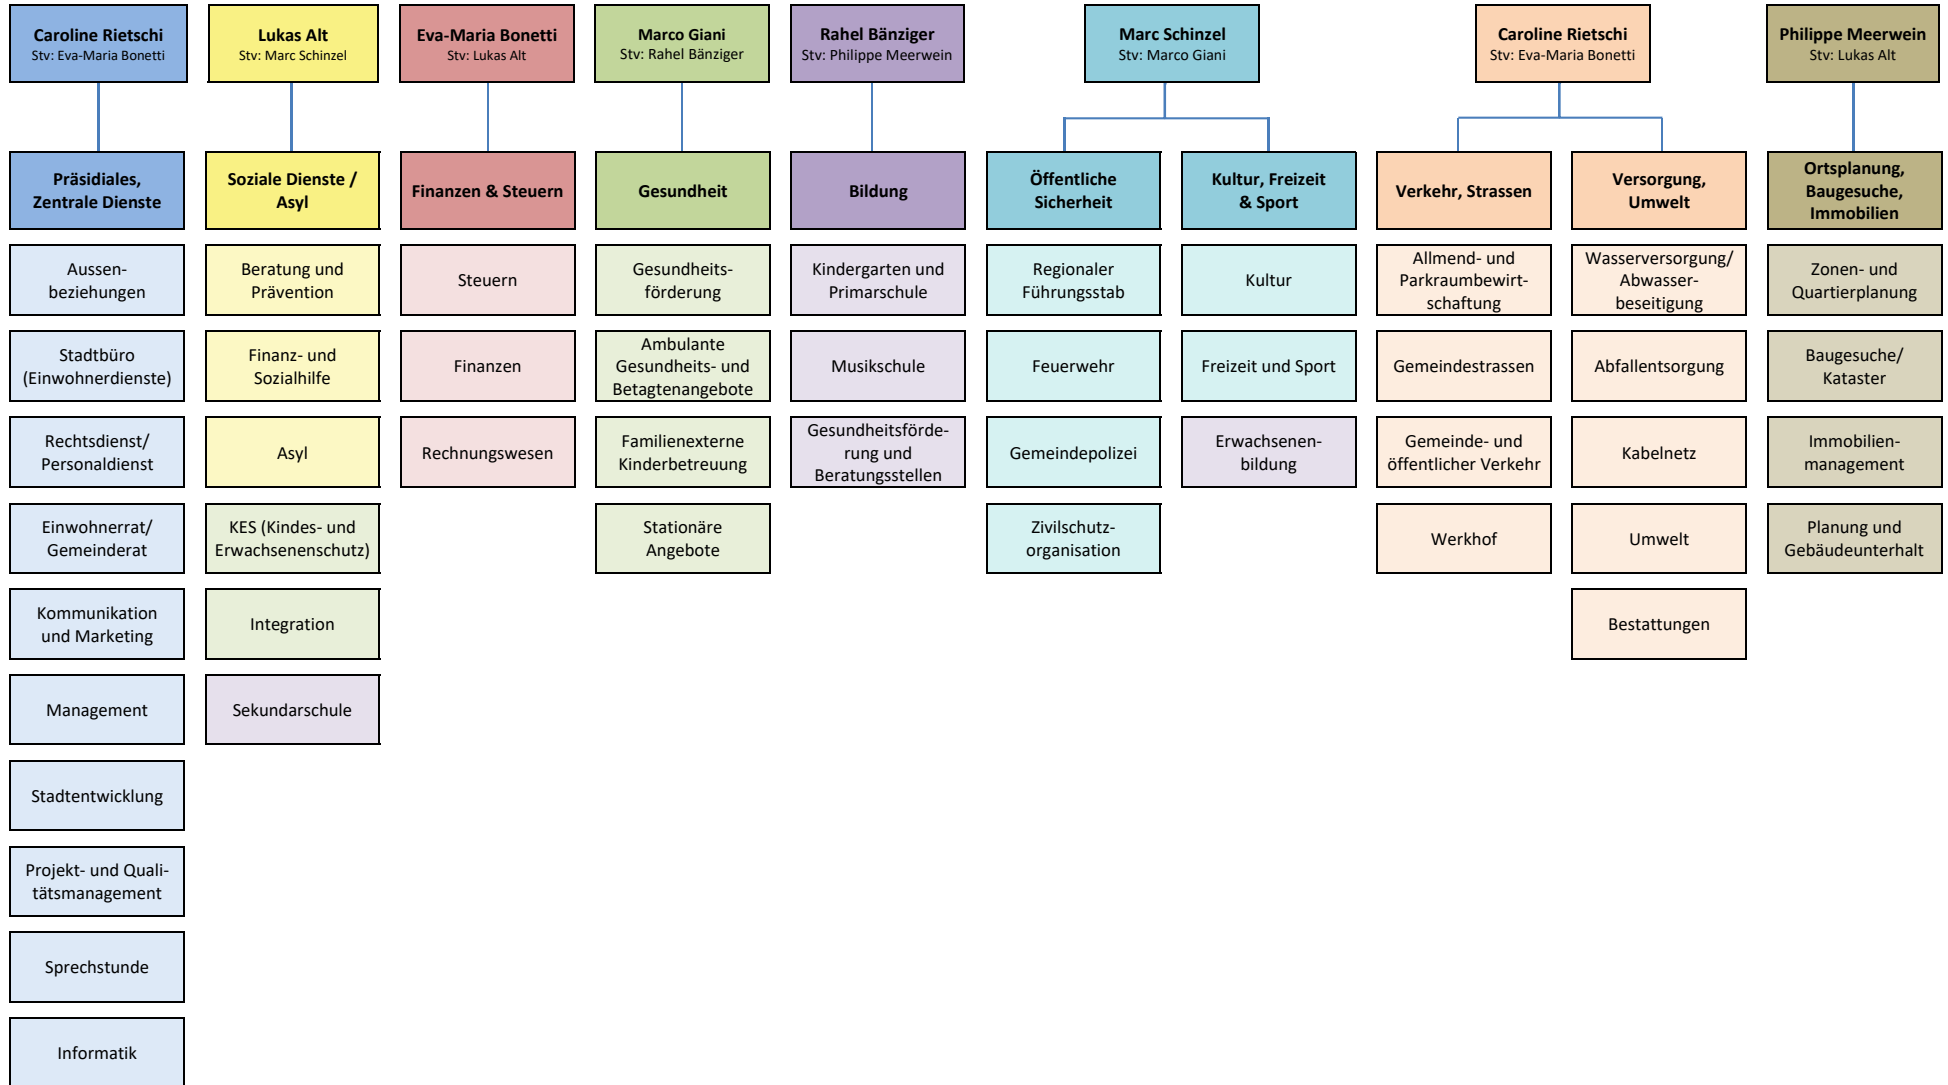 Caroline Rietschi
Stv: Eva-Maria Bonetti
Lukas Alt
Stv: Marc Schinzel
Eva-Maria Bonetti
Stv: Lukas Alt
Marco Giani
Stv: Rahel Bänziger
Rahel Bänziger
Stv: Philippe Meerwein
Marc Schinzel
Stv: Marco Giani
Caroline Rietschi
Stv: Eva-Maria Bonetti
Philippe Meerwein
Stv: Lukas Alt
Präsidiales,
Zentrale Dienste
Soziale Dienste /
Asyl
Finanzen & Steuern
Gesundheit
Bildung
Öffentliche
Sicherheit
Kultur, Freizeit
& Sport
Verkehr, Strassen
Versorgung,
Umwelt
Ortsplanung,
Baugesuche,
Immobilien
Aussen-
beziehungen
Beratung und
Prävention
Steuern
Gesundheits-
förderung
Kindergarten und
Primarschule
Regionaler
Führungsstab
Kultur
Allmend- und
Parkraumbewirt-
schaftung
Wasserversorgung/
Abwasser-
beseitigung
Zonen- und
Quartierplanung
Stadtbüro
(Einwohnerdienste)
Finanz- und
Sozialhilfe
Finanzen
Ambulante
Gesundheits- und
Betagtenangebote
Musikschule
Feuerwehr
Freizeit und Sport
Gemeindestrassen
Abfallentsorgung
Baugesuche/
Kataster
Rechtsdienst/
Personaldienst
Asyl
Rechnungswesen
Familienexterne
Kinderbetreuung
Gesundheitsförde-
rung und
Beratungsstellen
Gemeindepolizei
Erwachsenen-
bildung
Gemeinde- und
öffentlicher Verkehr
Kabelnetz
Immobilien-
management
Einwohnerrat/
Gemeinderat
KES (Kindes- und
Erwachsenenschutz)
Stationäre
Angebote
Zivilschutz-
organisation
Werkhof
Umwelt
Planung und
Gebäudeunterhalt
Kommunikation
und Marketing
Integration
Bestattungen
Management
Sekundarschule
Stadtentwicklung
Projekt- und Quali-
tätsmanagement
Sprechstunde
Informatik